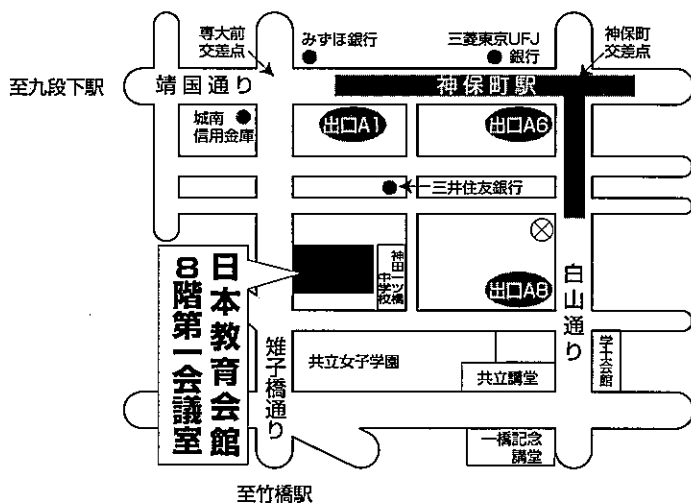 専大前
交差点
みずほ銀行
三菱東京UFJ
銀行
神保町
交差点
至九段下駅
靖国通り
神保町駅
城南
信用金庫
出口A1
出口A6
三井住友銀行
日本教育会館
8階第一会議室
神田一ツ橋
中学校
出口A8
白山通り
雉子橋通り
共立女子学園
共立講堂
学士会館
一橋記念
講堂
至竹橋駅